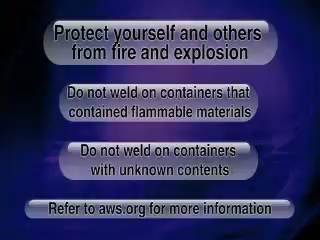 Protect yourself and others
from fire and explosion
Do not weld on containers that
contained flammable materials
Do not weld on containers
with unknown contents
Refer to aws.org for more information